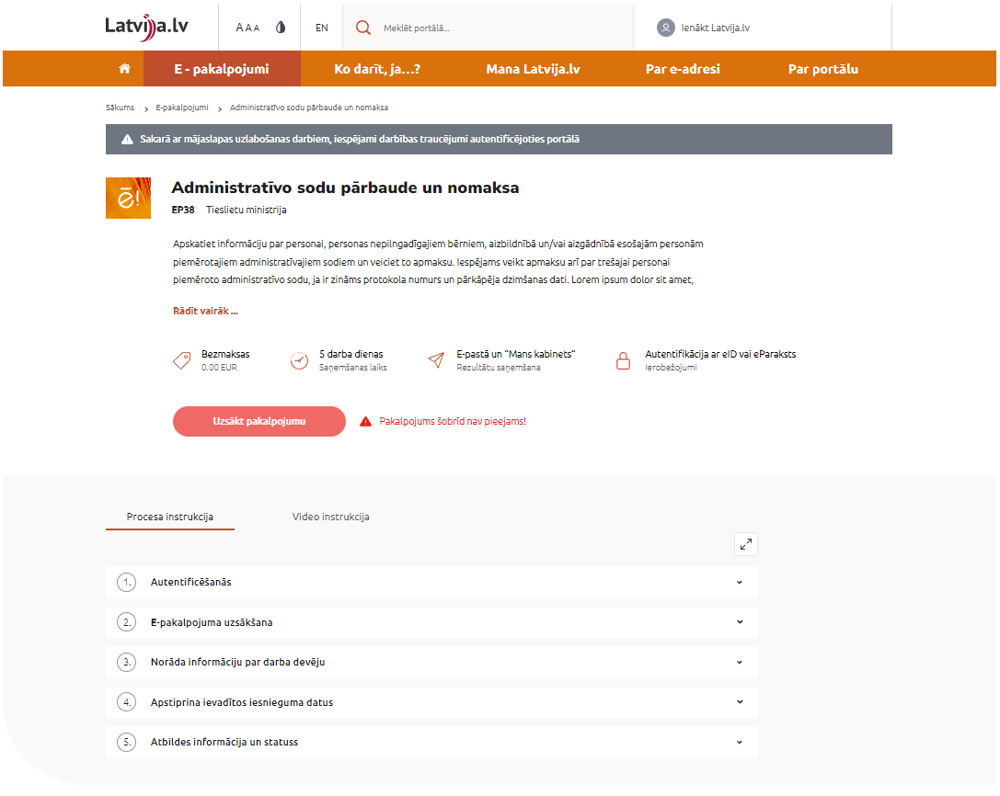 Latvija.lv
A A A
EN
Meklēt portālā...
Ienākt Latvija.lv
E - pakalpojumi
Ko darīt, ja...?
Mana Latvija.lv
Par e-adresi
Par portālu
Sākums > E-pakalpojumi > Administratīvo sodu pārbaude un nomaksa
Sakarā ar mājaslapas uzlabošanas darbiem, iespējami darbības traucējumi autentificējoties portālā
ē!
Administratīvo sodu pārbaude un nomaksa
EP38 Tieslietu ministrija
Apskatiet informāciju par personai, personas nepilngadīgajiem bērniem, aizbildnībā un/vai aizgādnībā esošajām personām
piemērotajiem administratīvajiem sodiem un veiciet to apmaksu. Iespējams veikt apmaksu arī par trešajai personai
piemēroto administratīvo sodu, ja ir zināms protokola numurs un pārkāpēja dzimšanas dati. Lorem ipsum dolor sit amet,
Rādīt vairāk ...
Bezmaksas
0.00 EUR
5 darba dienas
Saņemšanas laiks
E-pastā un “Mans kabinets”
Rezultātu saņemšana
Autentifikācija ar eID vai eParaksts
Ierobežojumi
Uzsākt pakalpojumu
Pakalpojums šobrīd nav pieejams!
Procesa instrukcija
Video instrukcija
1. Autentificēšanās
2. E-pakalpojuma uzsākšana
3. Norāda informāciju par darba devēju
4. Apstiprina ievadītos iesnieguma datus
5. Atbildes informācija un statuss